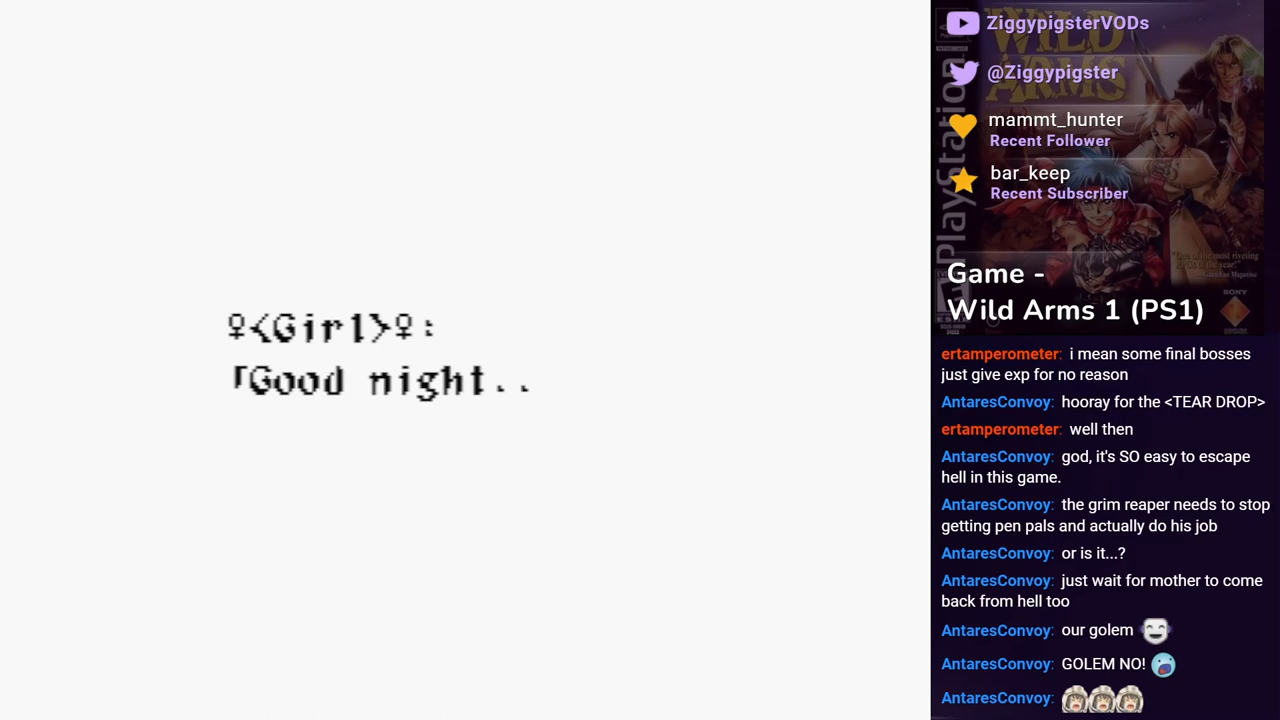 ♀<Girl>♀:
「Good night..
ZiggypigsterVODs
@Ziggypigster
mammt_hunter
Recent Follower
bar_keep
Recent Subscriber
WILD
ARMS
PlayStation
Game -
Wild Arms 1 (PS1)
SONY
ertamperometer: i mean some final bosses
just give exp for no reason
AntaresConvoy: hooray for the <TEAR DROP>
ertamperometer: well then
AntaresConvoy: god, it's SO easy to escape
hell in this game.
AntaresConvoy: the grim reaper needs to stop
getting pen pals and actually do his job
AntaresConvoy: or is it...?
AntaresConvoy: just wait for mother to come
back from hell too
AntaresConvoy: our golem
AntaresConvoy: GOLEM NO!
AntaresConvoy: